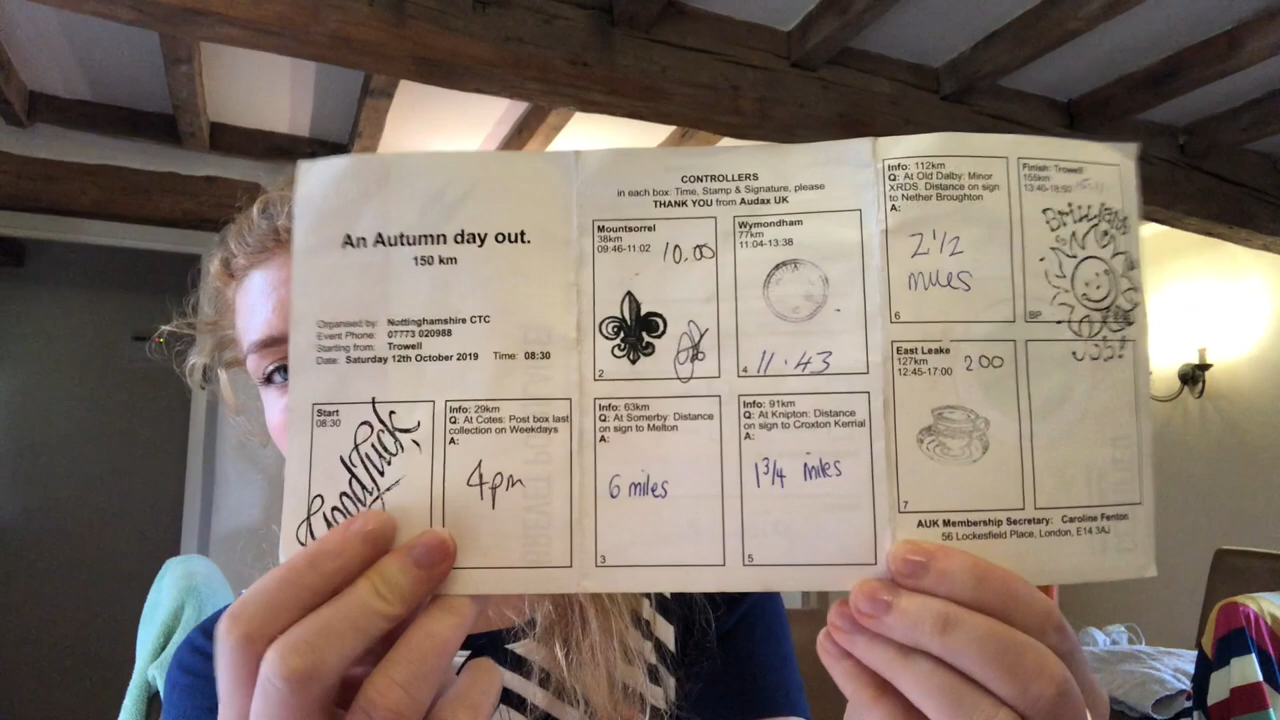 An Autumn day out.
150 km
Organised by: Nottinghamshire CTC
Event Phone: 07773 020988
Starting from: Trowell
Date: Saturday 12th October 2019 Time: 08:30
Start
08:30
Good luck
Info: 29km
Q: At Cotes: Post box last
collection on Weekdays
A:
4pm
CONTROLLERS
in each box: Time, Stamp & Signature, please
THANK YOU from Audax UK
Mountsorrel
38km
09:46-11:02
10.00
2
Wymondham
77km
11:04-13:38
4
11.43
Info: 63km
Q: At Somerby: Distance
on sign to Melton
A:
6 miles
3
Info: 91km
Q: At Knipton: Distance
on sign to Croxton Kerrial
A:
1 3/4 miles
5
Info: 112km
Q: At Old Dalby: Minor
XRDS. Distance on sign
to Nether Broughton
A:
2 1/2
miles
6
Finish: Trowell
155km
13:40-18:50
Brilliant
BP
Job!
East Leake
127km
12:45-17:00
2 00
7
AUK Membership Secretary: Caroline Fenton
56 Lockesfield Place, London, E14 3AJ